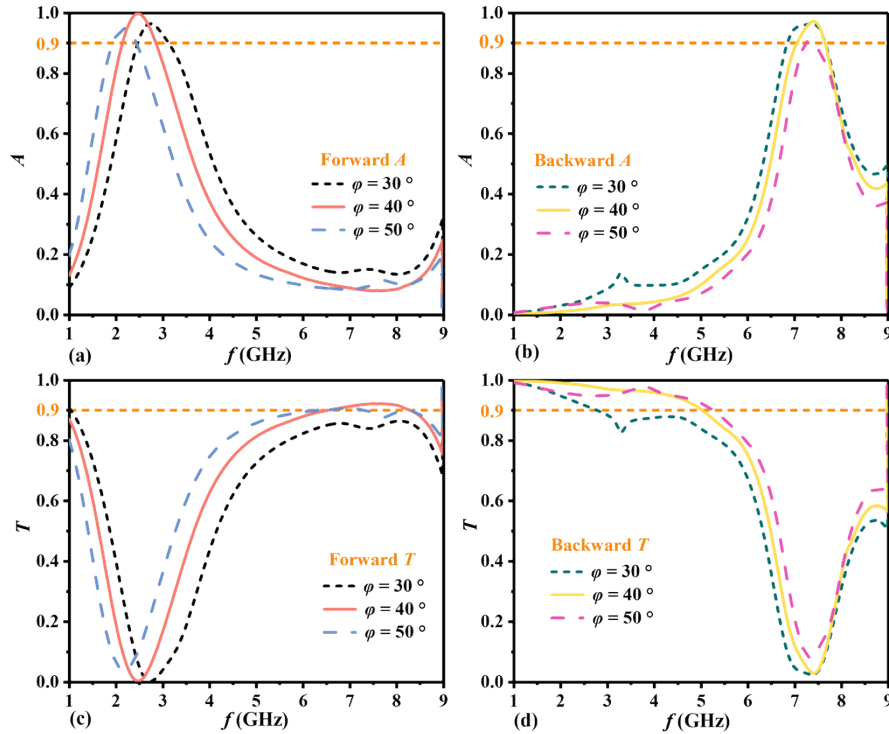 1.0
0.9
0.8
0.6
0.4
0.2
0.0
A
Forward A
φ = 30 °
φ = 40 °
φ = 50 °
1 2 3 4 5 6 7 8 9
(a) f (GHz)
1.0
0.9
0.8
0.6
0.4
0.2
0.0
A
Backward A
φ = 30 °
φ = 40 °
φ = 50 °
1 2 3 4 5 6 7 8 9
(b) f (GHz)
1.0
0.9
0.8
0.6
0.4
0.2
0.0
T
Forward T
φ = 30 °
φ = 40 °
φ = 50 °
1 2 3 4 5 6 7 8 9
(c) f (GHz)
1.0
0.9
0.8
0.6
0.4
0.2
0.0
T
Backward T
φ = 30 °
φ = 40 °
φ = 50 °
1 2 3 4 5 6 7 8 9
(d) f (GHz)